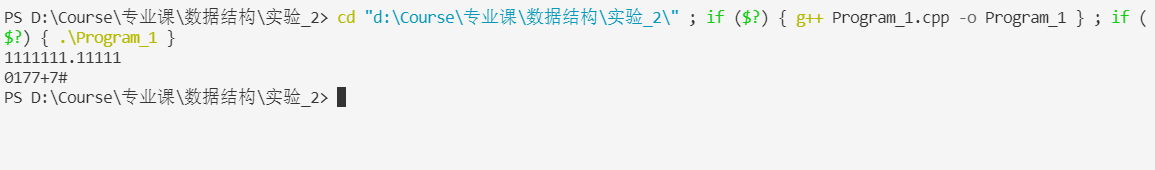 PS D:\Course\专业课\数据结构\实验_2> cd "d:\Course\专业课\数据结构\实验_2\" ; if ($?) { g++ Program_1.cpp -o Program_1 } ; if (
$?) { .\Program_1 }
1111111.11111
0177+7#
PS D:\Course\专业课\数据结构\实验_2>